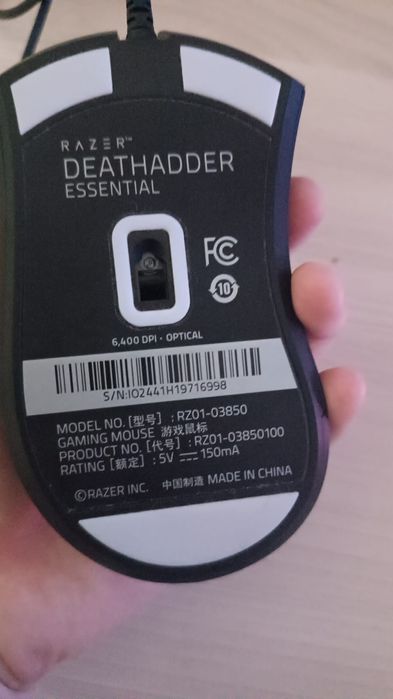 RAZER™
DEATHADDER
ESSENTIAL
FC
10
6,400 DPI · OPTICAL
S/N:IO2441H19716998
MODEL NO. [型号] : RZ01-03850
GAMING MOUSE 游戏鼠标
PRODUCT NO. [代号] : RZ01-03850100
RATING [额定] : 5V ⎓ 150mA
©RAZER INC. 中国制造 MADE IN CHINA